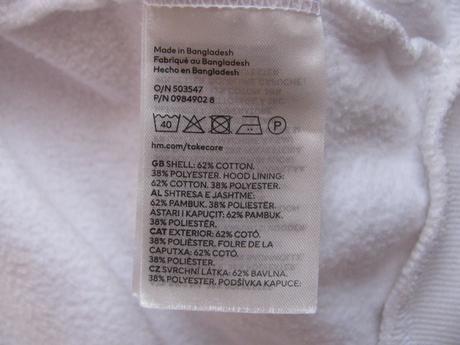 Made in Bangladesh
Fabriqué au Bangladesh
Hecho en Bangladesh
O/N 503547
P/N 0984902 8
40 P
hm.com/takecare
GB SHELL: 62% COTTON.
38% POLYESTER. HOOD LINING:
62% COTTON. 38% POLYESTER.
AL SHTRESA E JASHTME:
62% PAMBUK. 38% POLIESTËR.
ASTARI I KAPUÇIT: 62% PAMBUK.
38% POLIESTËR.
CAT EXTERIOR: 62% COTÓ.
38% POLIÈSTER. FOLRE DE LA
CAPUTXA: 62% COTÓ. 38%
POLIÈSTER.
CZ SVRCHNÍ LÁTKA: 62% BAVLNA.
38% POLYESTER. PODŠÍVKA KAPUCE: